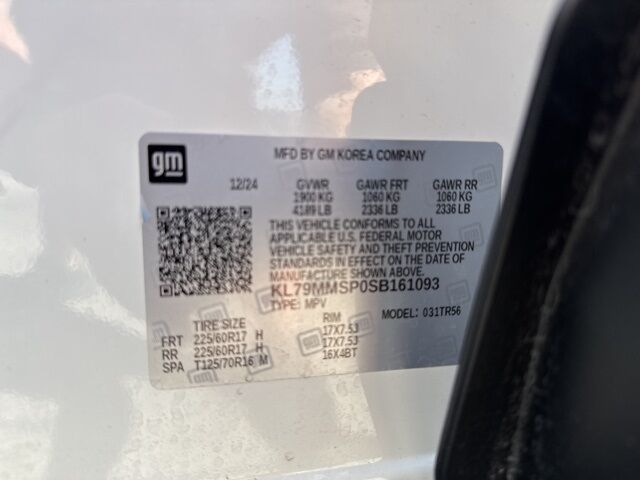 gm
MFD BY GM KOREA COMPANY
12/24 GVWR GAWR FRT GAWR RR
1900 KG 1060 KG 1060 KG
4189 LB 2336 LB 2336 LB
THIS VEHICLE CONFORMS TO ALL
APPLICABLE U.S. FEDERAL MOTOR
VEHICLE SAFETY AND THEFT PREVENTION
STANDARDS IN EFFECT ON THE DATE OF
MANUFACTURE SHOWN ABOVE.
KL79MMSP0SB161093
TYPE: MPV MODEL: 031TR56
TIRE SIZE RIM
FRT 225/60R17 H 17X7.5J
RR 225/60R17 H 17X7.5J
SPA T125/70R16 M 16X4BT